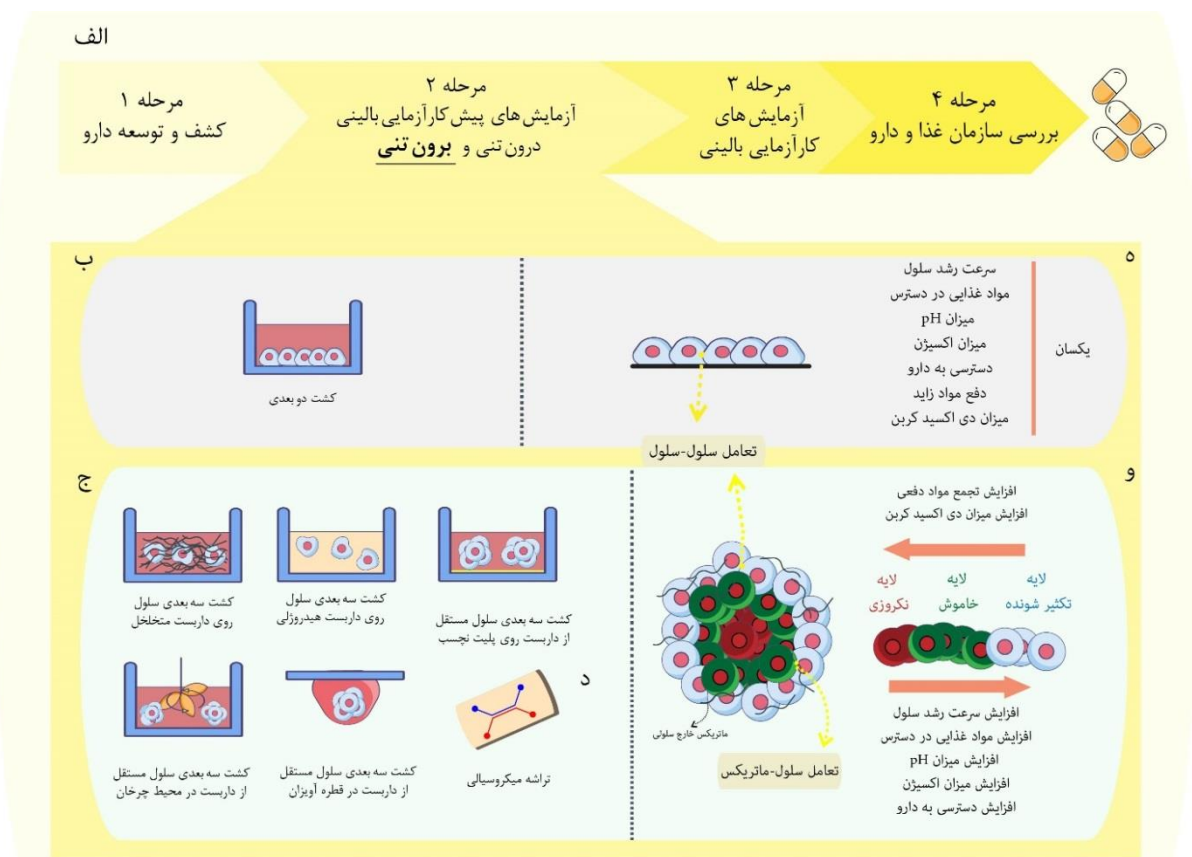 الف
مرحله ۱
کشف و توسعه دارو
مرحله ۲
آزمایش های پیش کارآزمایی بالینی
درون تنی و برون تنی
مرحله ۳
آزمایش های
کارآزمایی بالینی
مرحله ۴
بررسی سازمان غذا و دارو
ب
کشت دو بعدی
ه
سرعت رشد سلول
مواد غذایی در دسترس
میزان pH
میزان اکسیژن
دسترسی به دارو
دفع مواد زاید
میزان دی اکسید کربن
یکسان
تعامل سلول-سلول
ج
کشت سه بعدی سلول
روی داربست متخلخل
کشت سه بعدی سلول
روی داربست هیدروژلی
کشت سه بعدی سلول مستقل
از داربست روی پلیت نچسب
کشت سه بعدی سلول مستقل
از داربست در محیط چرخان
کشت سه بعدی سلول مستقل
از داربست در قطره آویزان
د
تراشه میکروسیالی
و
افزایش تجمع مواد دفعی
افزایش میزان دی اکسید کربن
لایه
تکثیر شونده
لایه
خاموش
لایه
نکروزی
افزایش سرعت رشد سلول
افزایش مواد غذایی در دسترس
افزایش میزان pH
افزایش میزان اکسیژن
افزایش دسترسی به دارو
ماتریکس خارج سلولی
تعامل سلول-ماتریکس